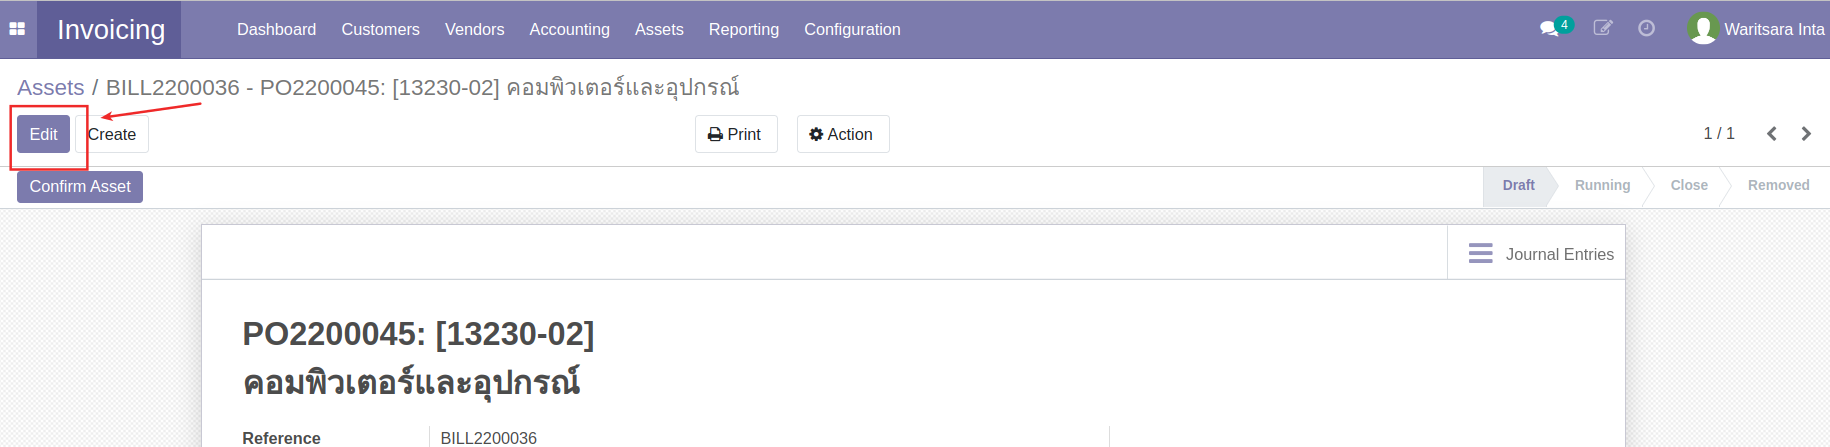 Invoicing Dashboard Customers Vendors Accounting Assets Reporting Configuration 4 Waritsara Inta
Assets / BILL2200036 - PO2200045: [13230-02] คอมพิวเตอร์และอุปกรณ์
Edit Create Print Action 1 / 1
Confirm Asset Draft Running Close Removed
Journal Entries
PO2200045: [13230-02]
คอมพิวเตอร์และอุปกรณ์
Reference BILL2200036